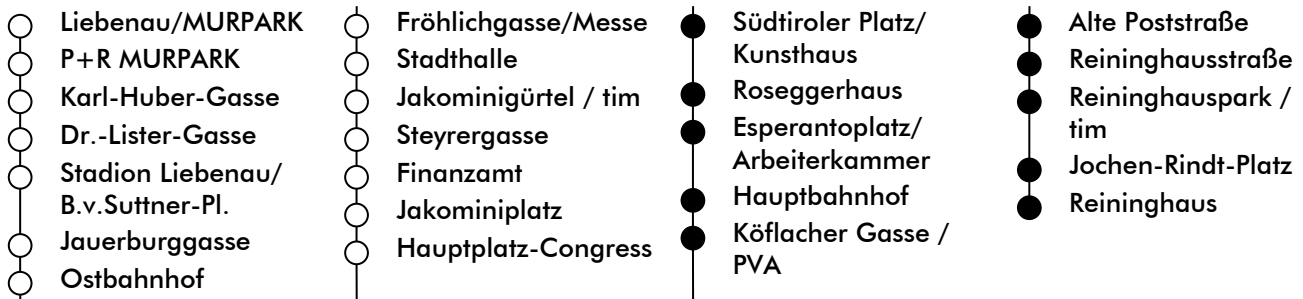 Liebenau/MURPARK
P+R MURPARK
Karl-Huber-Gasse
Dr.-Lister-Gasse
Stadion Liebenau/
B.v.Suttner-Pl.
Jauerburggasse
Ostbahnhof
Fröhlichgasse/Messe
Stadthalle
Jakominigürtel / tim
Steyrergasse
Finanzamt
Jakominiplatz
Hauptplatz-Congress
Südtiroler Platz/
Kunsthaus
Roseggerhaus
Esperantoplatz/
Arbeiterkammer
Hauptbahnhof
Köflacher Gasse /
PVA
Alte Poststraße
Reininghausstraße
Reininghauspark /
tim
Jochen-Rindt-Platz
Reininghaus